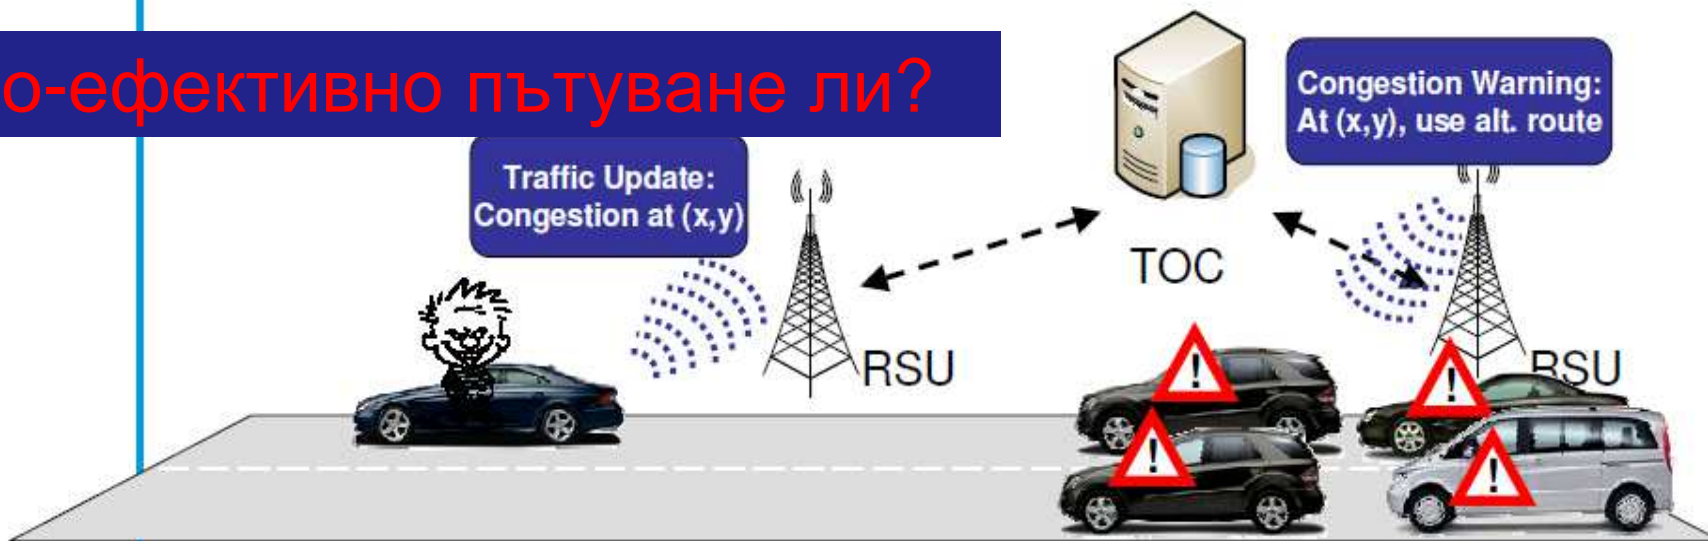 о-ефективно пътуване ли?
Congestion Warning:
At (x,y), use alt. route
Traffic Update:
Congestion at (x,y)
TOC
RSU
RSU
!
!
!
!